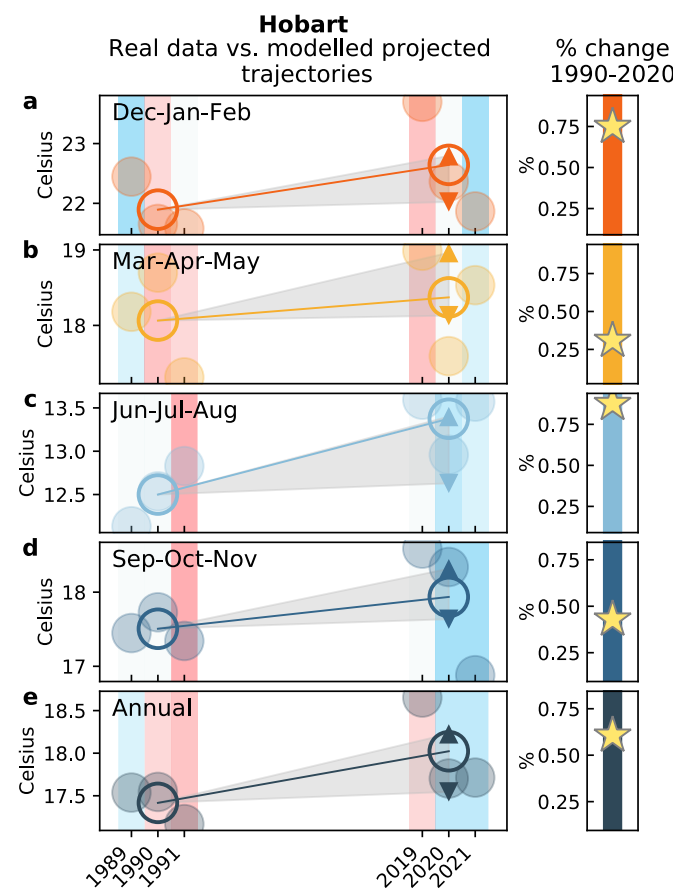 Hobart
Real data vs. modelled projected
trajectories
% change
1990-2020
a
Dec-Jan-Feb
Celsius
23
22
%
0.75
0.50
0.25
b
Mar-Apr-May
Celsius
19
18
%
0.75
0.50
0.25
c
Jun-Jul-Aug
Celsius
13.5
13.0
12.5
%
0.75
0.50
0.25
d
Sep-Oct-Nov
Celsius
18
17
%
0.75
0.50
0.25
e
Annual
Celsius
18.5
18.0
17.5
%
0.75
0.50
0.25
1989
1990
1991
2019
2020
2021